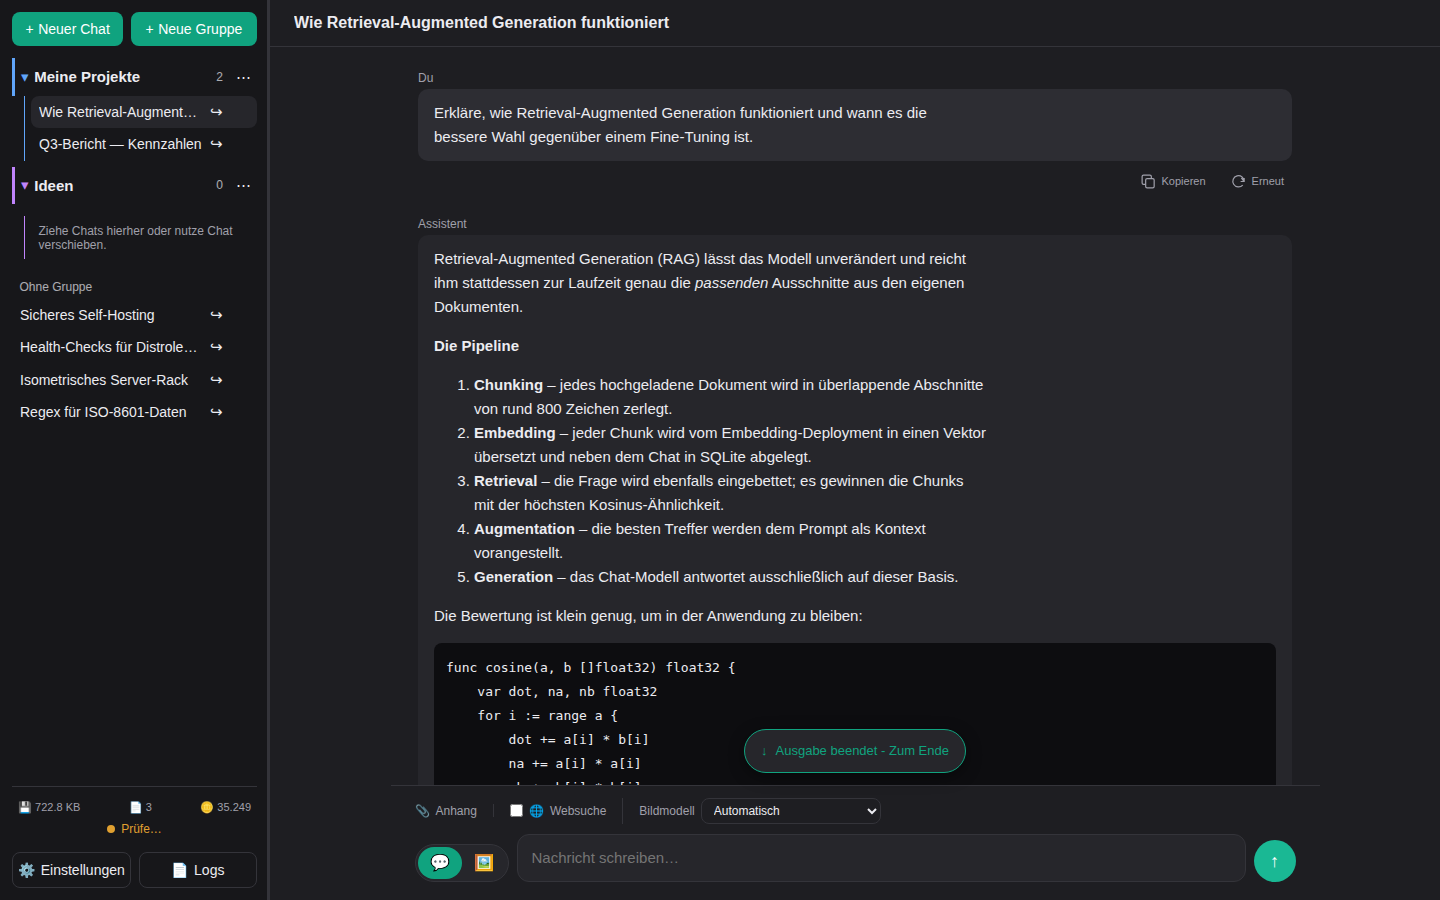 + Neuer Chat
+ Neue Gruppe
Meine Projekte 2 ...
Wie Retrieval-Augment…
Q3-Bericht — Kennzahlen
Ideen 0 ...
Ziehe Chats hierher oder nutze Chat
verschieben.
Ohne Gruppe
Sicheres Self-Hosting
Health-Checks für Distrole…
Isometrisches Server-Rack
Regex für ISO-8601-Daten
722.8 KB 3 35.249
Prüfe…
Einstellungen
Logs
Wie Retrieval-Augmented Generation funktioniert
Du
Erkläre, wie Retrieval-Augmented Generation funktioniert und wann es die
bessere Wahl gegenüber einem Fine-Tuning ist.
Kopieren
Erneut
Assistent
Retrieval-Augmented Generation (RAG) lässt das Modell unverändert und reicht
ihm stattdessen zur Laufzeit genau die passenden Ausschnitte aus den eigenen
Dokumenten.
Die Pipeline
1. Chunking – jedes hochgeladene Dokument wird in überlappende Abschnitte
von rund 800 Zeichen zerlegt.
2. Embedding – jeder Chunk wird vom Embedding-Deployment in einen Vektor
übersetzt und neben dem Chat in SQLite abgelegt.
3. Retrieval – die Frage wird ebenfalls eingebettet; es gewinnen die Chunks
mit der höchsten Kosinus-Ähnlichkeit.
4. Augmentation – die besten Treffer werden dem Prompt als Kontext
vorangestellt.
5. Generation – das Chat-Modell antwortet ausschließlich auf dieser Basis.
Die Bewertung ist klein genug, um in der Anwendung zu bleiben:
func cosine(a, b []float32) float32 {
var dot, na, nb float32
for i := range a {
dot += a[i] * b[i]
na += a[i] * a[i]
↓ Ausgabe beendet - Zum Ende
Anhang
Websuche
Bildmodell
Automatisch
Nachricht schreiben…